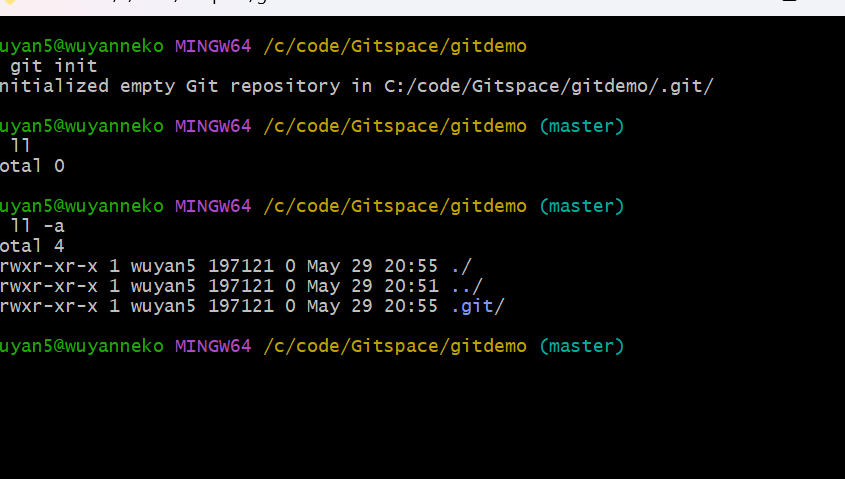 uyan5@wuyanneko MINGW64 /c/code/Gitspace/gitdemo
git init
nitialized empty Git repository in C:/code/Gitspace/gitdemo/.git/
uyan5@wuyanneko MINGW64 /c/code/Gitspace/gitdemo (master)
ll
otal 0
uyan5@wuyanneko MINGW64 /c/code/Gitspace/gitdemo (master)
ll -a
otal 4
rwxr-xr-x 1 wuyan5 197121 0 May 29 20:55 ./
rwxr-xr-x 1 wuyan5 197121 0 May 29 20:51 ../
rwxr-xr-x 1 wuyan5 197121 0 May 29 20:55 .git/
uyan5@wuyanneko MINGW64 /c/code/Gitspace/gitdemo (master)